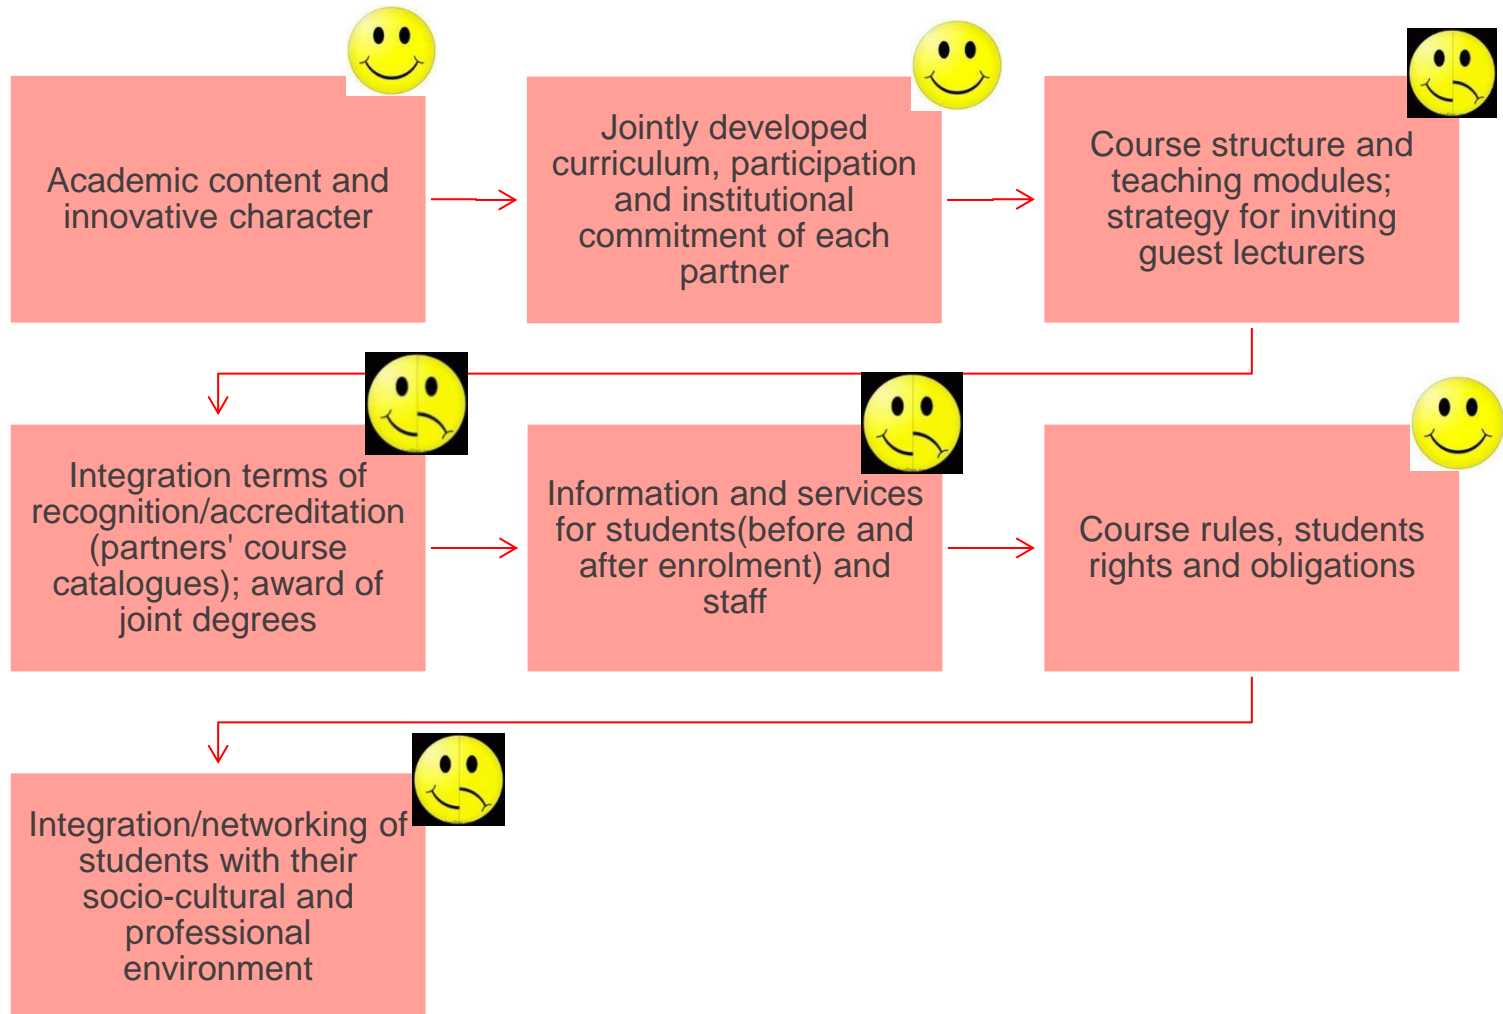 Academic content and
innovative character
Jointly developed
curriculum, participation
and institutional
commitment of each
partner
Course structure and
teaching modules;
strategy for inviting
guest lecturers
Integration terms of
recognition/accreditation
(partners' course
catalogues); award of
joint degrees
Information and services
for students(before and
after enrolment) and
staff
Course rules, students
rights and obligations
Integration/networking of
students with their
socio-cultural and
professional
environment